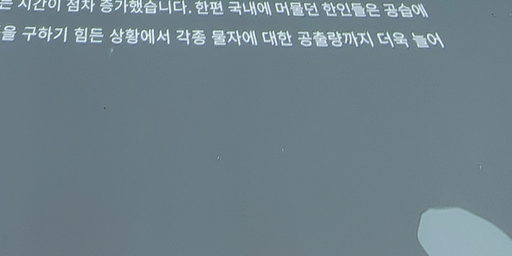 는 시간이 점차 증가했습니다. 한편 국내에 머물던 한인들은 공습에
을 구하기 힘든 상황에서 각종 물자에 대한 공출량까지 더욱 늘어